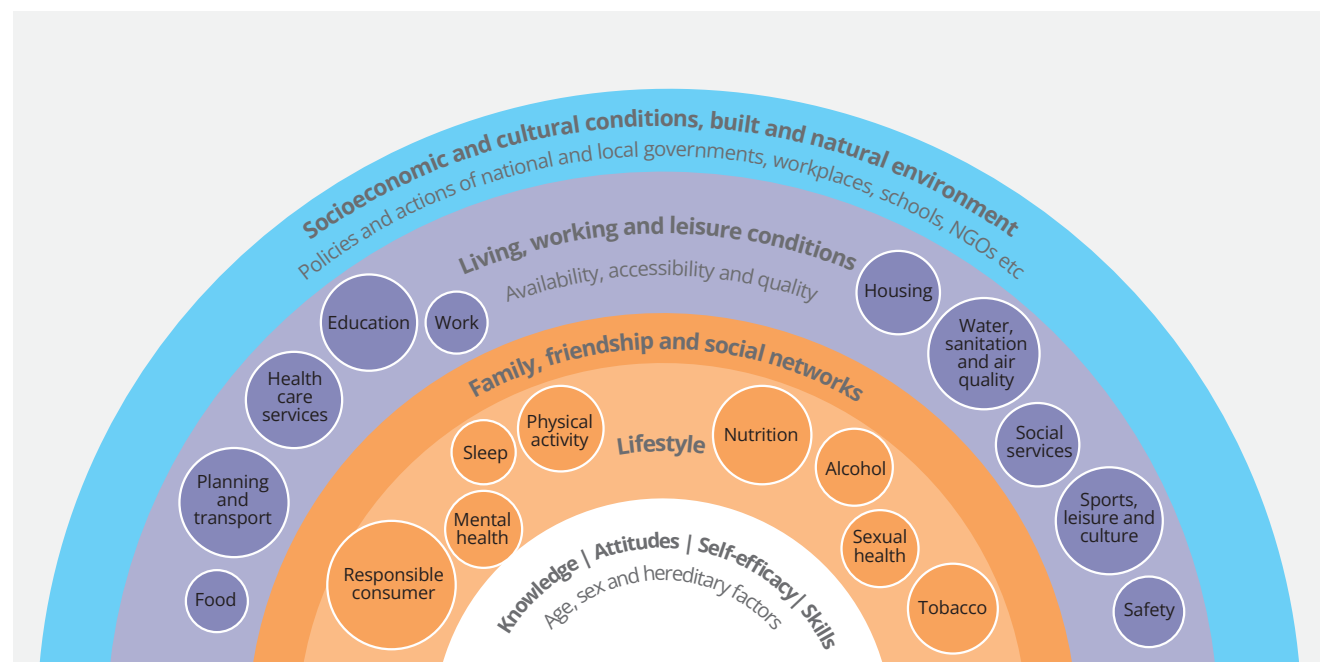 Socioeconomic and cultural conditions, built and natural environment
Policies and actions of national and local governments, workplaces, schools, NGOs etc
Living, working and leisure conditions
Availability, accessibility and quality
Education
Work
Housing
Health
care
services
Water,
sanitation
and air
quality
Planning
and
transport
Social
services
Food
Sports,
leisure and
culture
Safety
Family, friendship and social networks
Lifestyle
Physical
activity
Sleep
Mental
health
Responsible
consumer
Nutrition
Alcohol
Sexual
health
Tobacco
Knowledge | Attitudes | Self-efficacy| Skills
Age, sex and hereditary factors